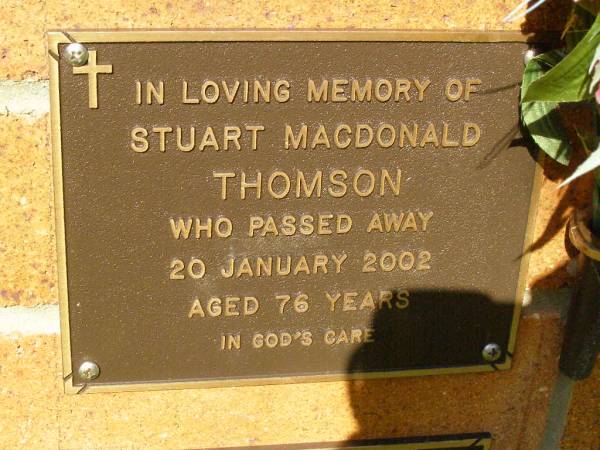 IN LOVING MEMORY OF
STUART MACDONALD
THOMSON
WHO PASSED AWAY
20 JANUARY 2002
AGED 76 YEARS
IN GOD'S CARE